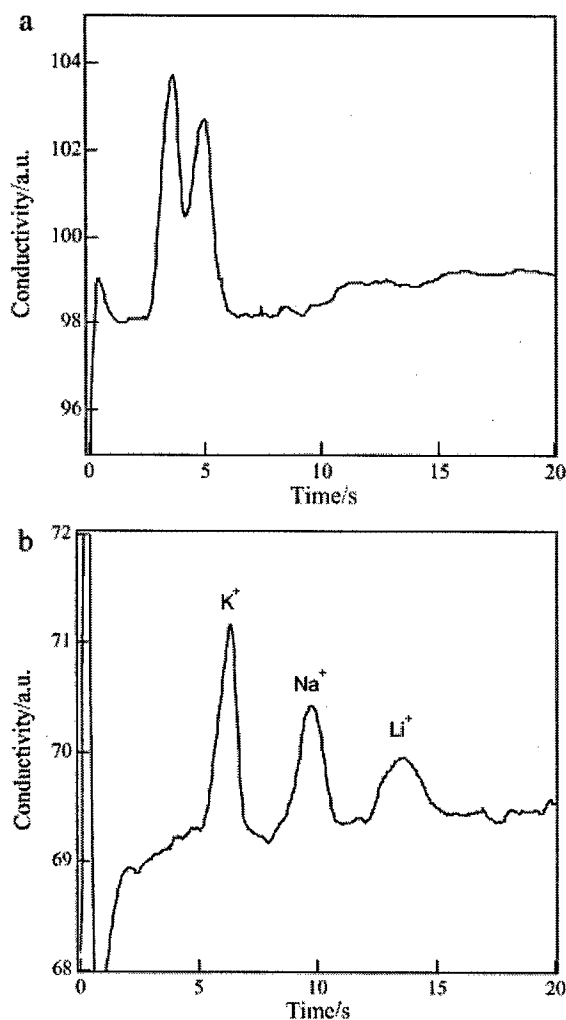 a
104
102
100
98
96
Conductivity/a.u.
0 5 10 15 20
Time/s
b
72
71
70
69
68
Conductivity/a.u.
K⁺
Na⁺
Li⁺
0 5 10 15 20
Time/s